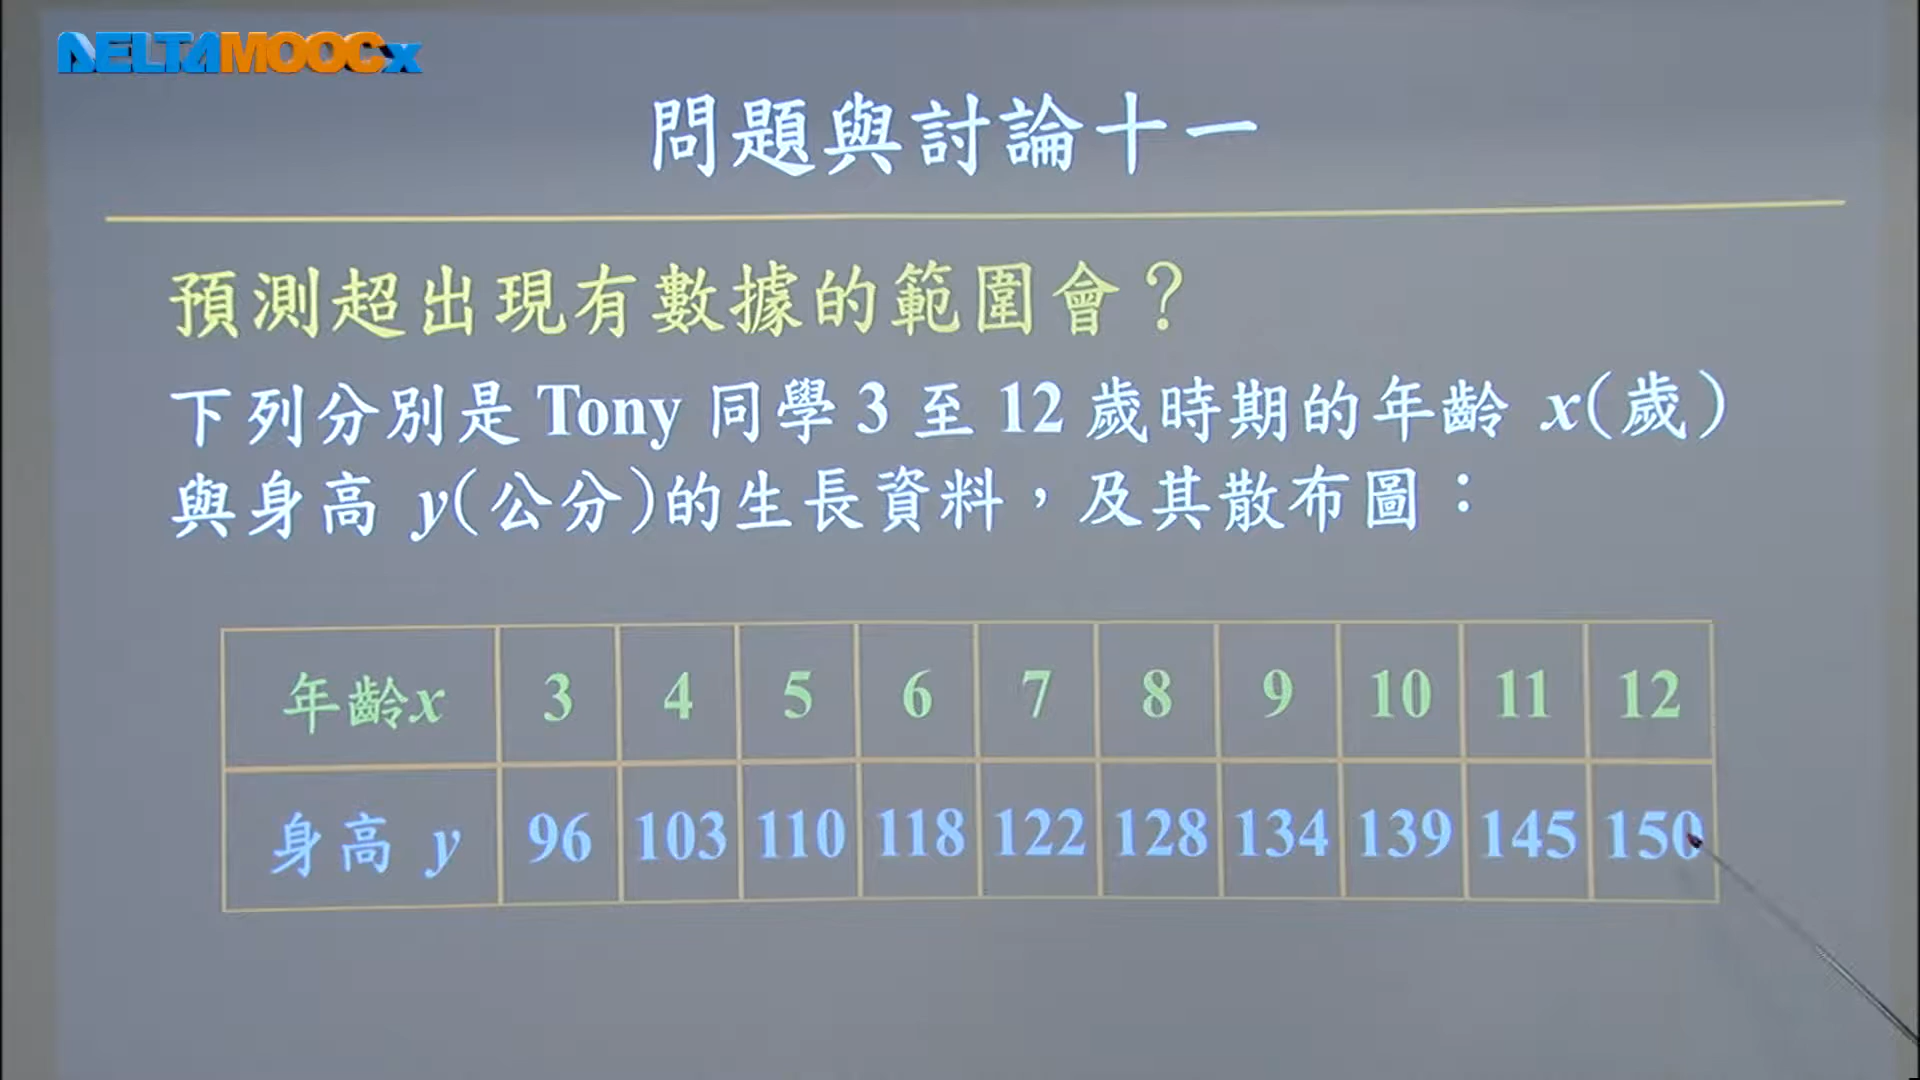 DELTAMOOCx
問題與討論十一
預測超出現有數據的範圍會？
下列分別是 Tony 同學 3 至 12 歲時期的年齡 x(歲)
與身高 y(公分)的生長資料，及其散布圖：
年齡x 3 4 5 6 7 8 9 10 11 12
身高 y 96 103 110 118 122 128 134 139 145 150